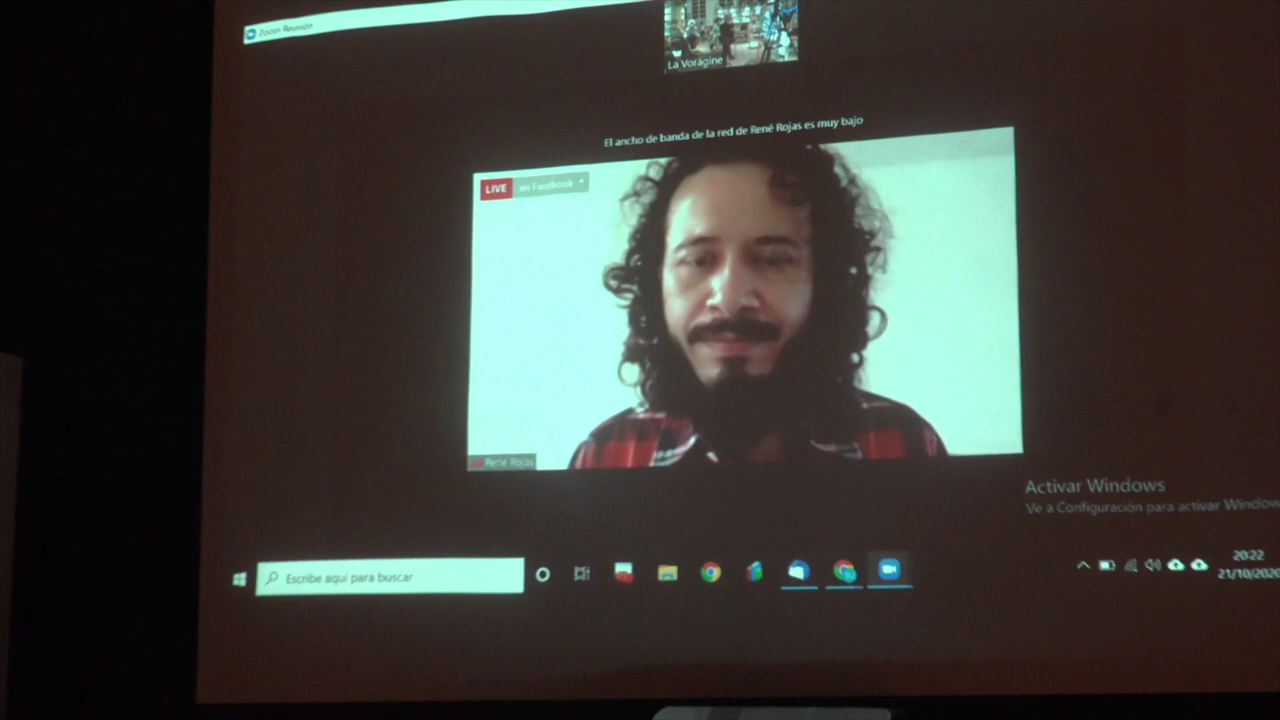 Zoom Reunión
La Vorágine
El ancho de banda de la red de René Rojas es muy bajo
LIVE en Facebook
René Rojas
Activar Windows
Ve a Configuración para activar Window
Escribe aquí para buscar
20:22
21/10/2020